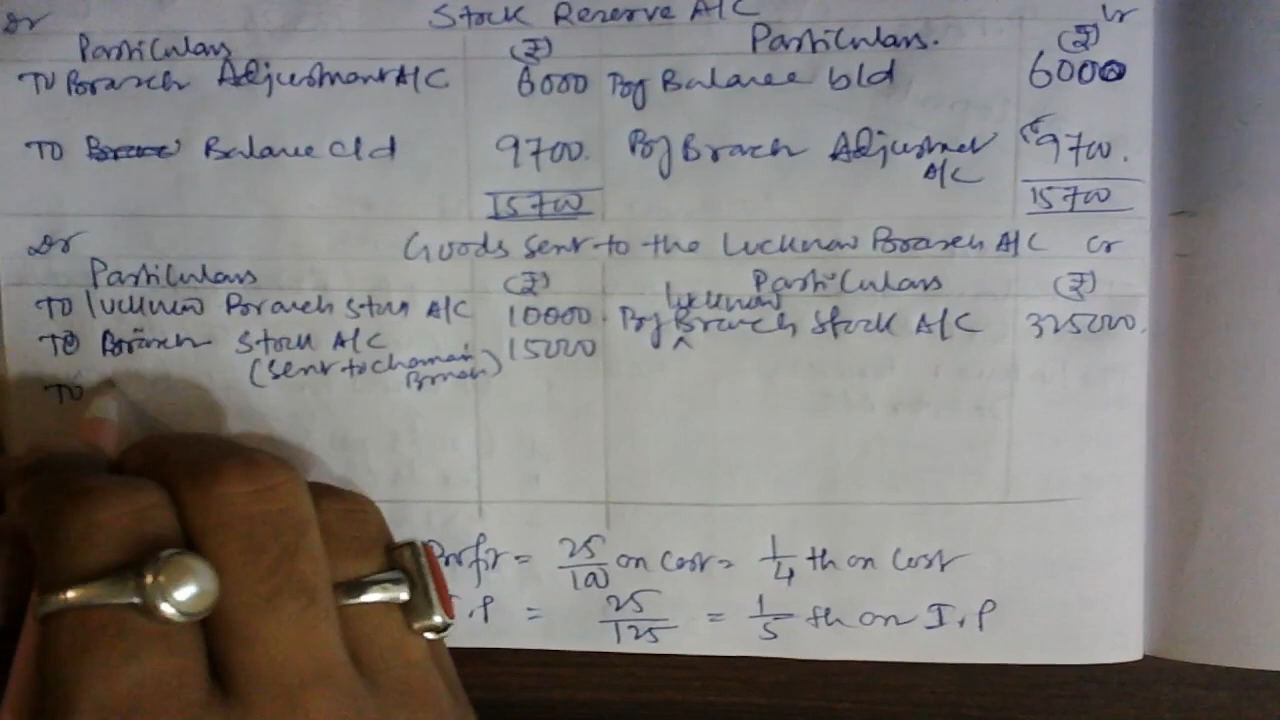 Dr Stock Reserve A/C Cr
Particulars (₹) Particulars. (₹)
To Branch Adjustment A/C 6000 By Balance b/d 6000
To Balance c/d 9700. By Branch Adjustment A/C 9700.
15700 15700
Dr Goods sent to the Lucknow Branch A/C Cr
Particulars (₹) Particulars (₹)
To Lucknow Branch Stock A/C 10000. By Lucknow Branch Stock A/C 325000.
To Branch Stock A/C 15000
(sent to Branch)
To
Profit = 25/100 on cost = 1/4 th on cost
I.P = 25/125 = 1/5 th on I.P